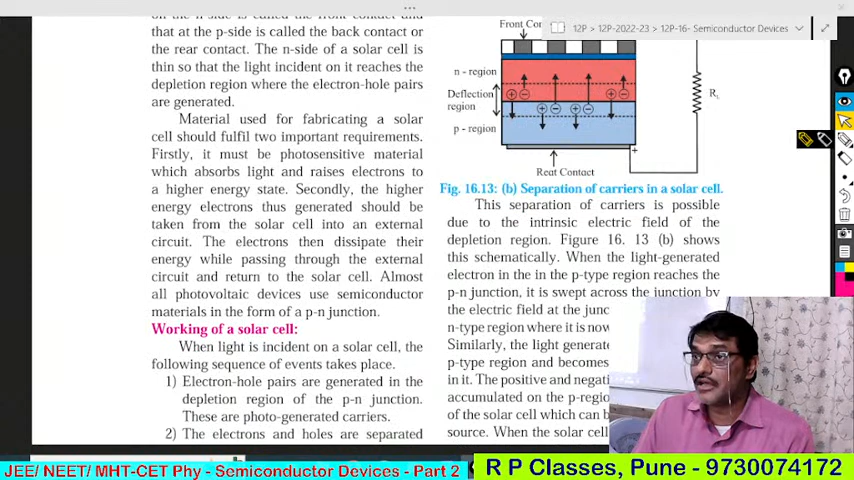 12P > 12P-2022-23 > 12P-16- Semiconductor Devices
that at the p-side is called the back contact or
the rear contact. The n-side of a solar cell is
thin so that the light incident on it reaches the
depletion region where the electron-hole pairs
are generated.
Material used for fabricating a solar
cell should fulfil two important requirements.
Firstly, it must be photosensitive material
which absorbs light and raises electrons to
a higher energy state. Secondly, the higher
energy electrons thus generated should be
taken from the solar cell into an external
circuit. The electrons then dissipate their
energy while passing through the external
circuit and return to the solar cell. Almost
all photovoltaic devices use semiconductor
materials in the form of a p-n junction.
Working of a solar cell:
When light is incident on a solar cell, the
following sequence of events takes place.
1) Electron-hole pairs are generated in the
depletion region of the p-n junction.
These are photo-generated carriers.
2) The electrons and holes are separated
Front Con
n - region
Deflection
region
p - region
R
L
+
Reat Contact
Fig. 16.13: (b) Separation of carriers in a solar cell.
This separation of carriers is possible
due to the intrinsic electric field of the
depletion region. Figure 16. 13 (b) shows
this schematically. When the light-generated
electron in the in the p-type region reaches the
p-n junction, it is swept across the junction by
the electric field at the junc
n-type region where it is now
Similarly, the light generate
p-type region and becomes
in it. The positive and negati
accumulated on the p-regio
of the solar cell which can b
source. When the solar cell
JEE/ NEET/ MHT-CET Phy - Semiconductor Devices - Part 2
R P Classes, Pune - 9730074172